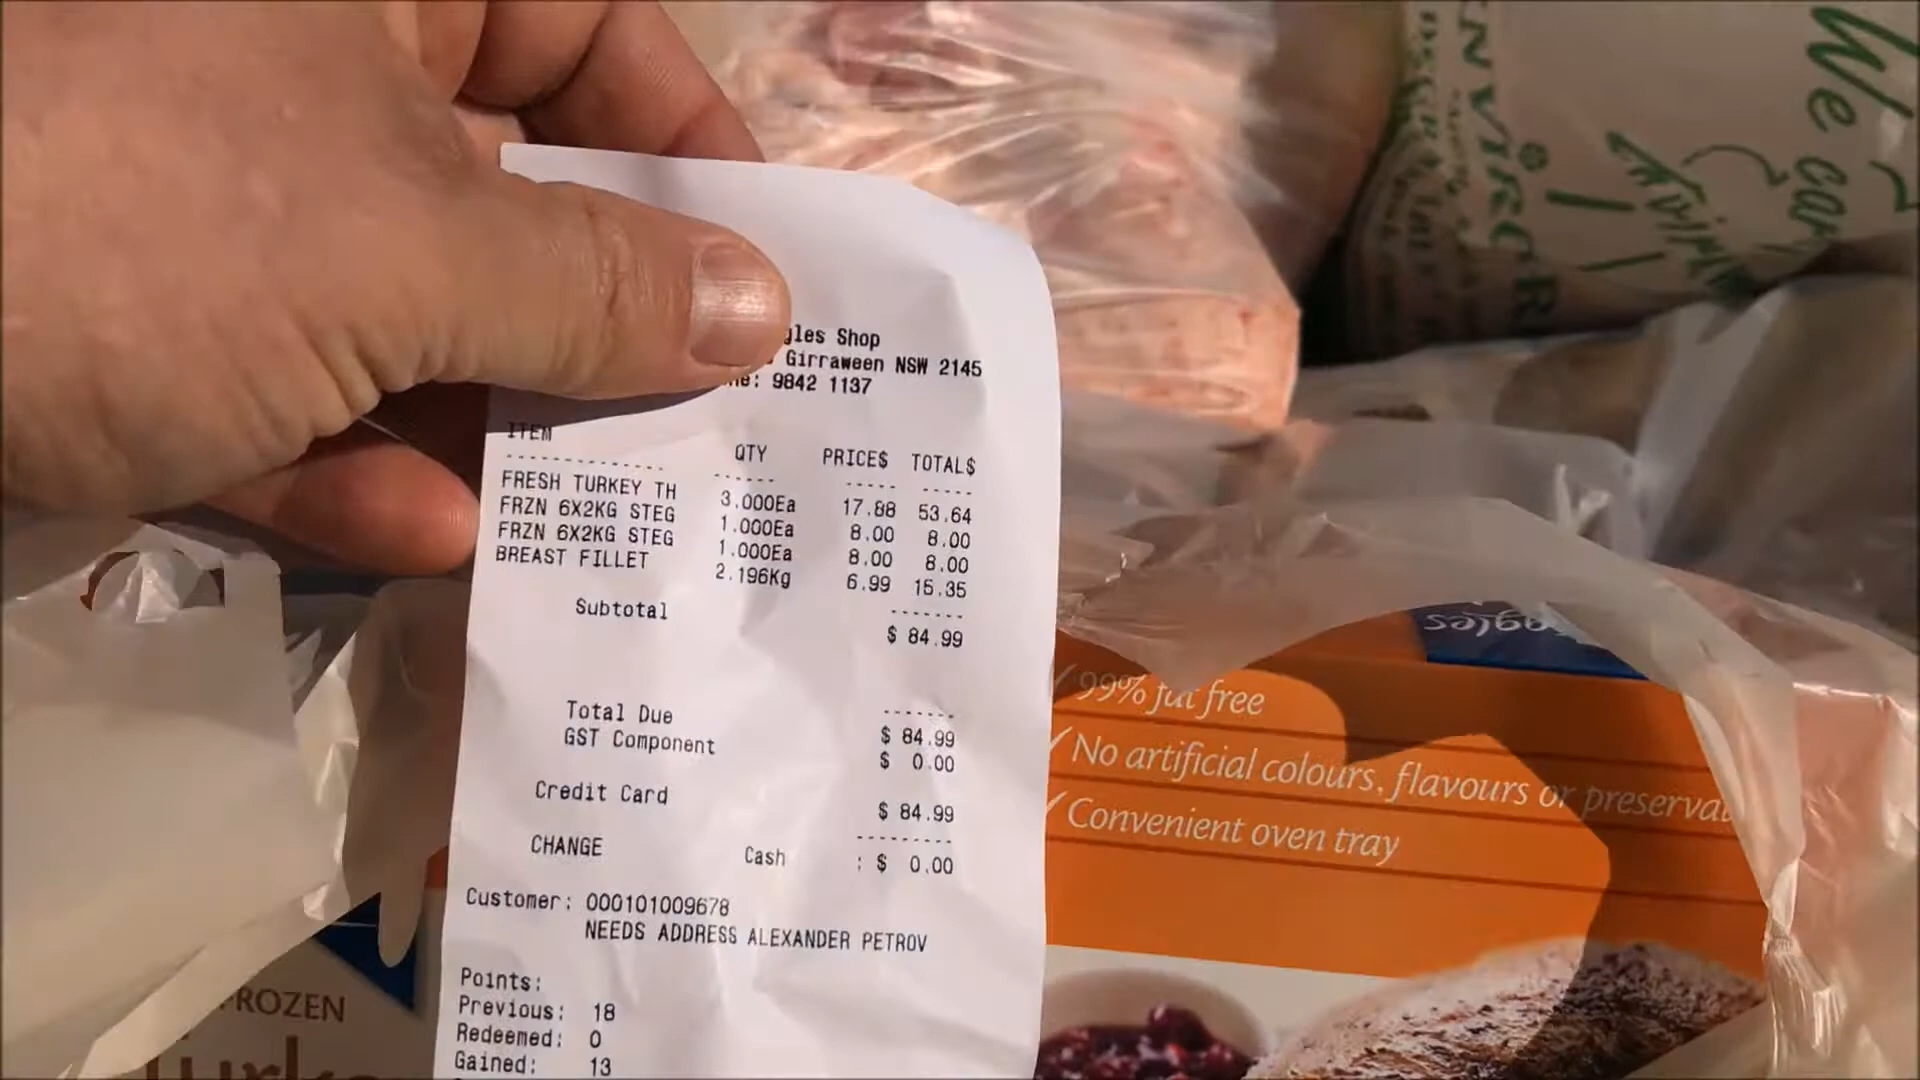 Shop
Girraween NSW 2145
: 9842 1137
ITEM QTY PRICE$ TOTAL$
FRESH TURKEY TH 3.000Ea 17.88 53.64
FRZN 6X2KG STEG 1.000Ea 8.00 8.00
FRZN 6X2KG STEG 1.000Ea 8.00 8.00
BREAST FILLET 2.196Kg 6.99 15.35
Subtotal $ 84.99
Total Due $ 84.99
GST Component $ 0.00
Credit Card $ 84.99
CHANGE Cash : $ 0.00
Customer: 000101009678
NEEDS ADDRESS ALEXANDER PETROV
Points:
Previous: 18
Redeemed: 0
Gained: 13
99% fat free
No artificial colours, flavours or
Convenient oven tray
FROZEN
We